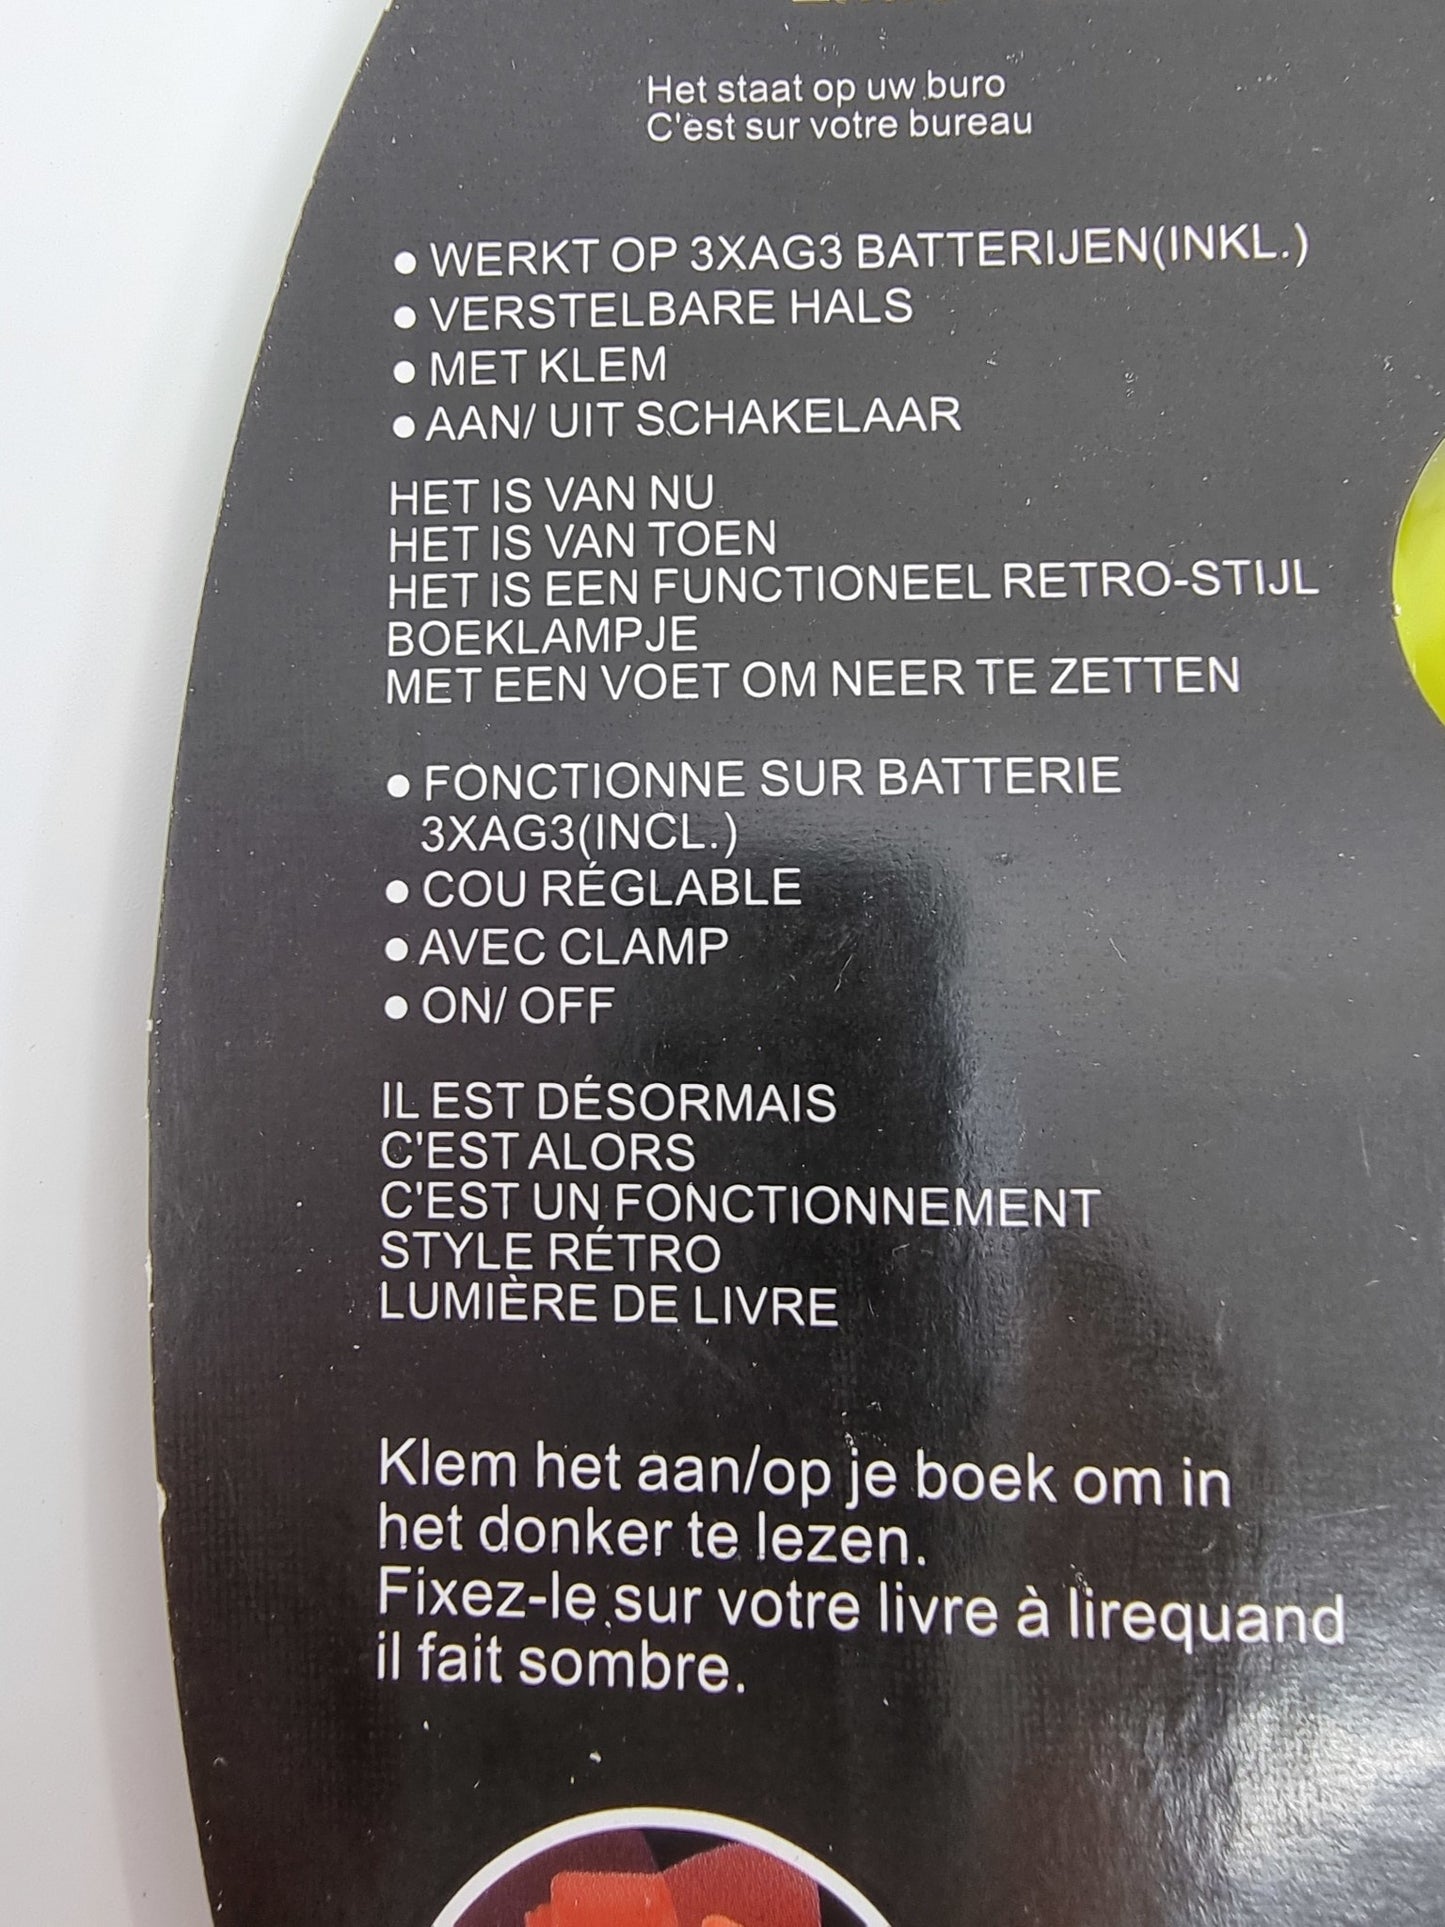 Het staat op uw buro
C'est sur votre bureau
● WERKT OP 3XAG3 BATTERIJEN(INKL.)
● VERSTELBARE HALS
● MET KLEM
● AAN/ UIT SCHAKELAAR
HET IS VAN NU
HET IS VAN TOEN
HET IS EEN FUNCTIONEEL RETRO-STIJL
BOEKLAMPJE
MET EEN VOET OM NEER TE ZETTEN
● FONCTIONNE SUR BATTERIE
3XAG3(INCL.)
● COU RÉGLABLE
● AVEC CLAMP
● ON/ OFF
IL EST DÉSORMAIS
C'EST ALORS
C'EST UN FONCTIONNEMENT
STYLE RÉTRO
LUMIÈRE DE LIVRE
Klem het aan/op je boek om in
het donker te lezen.
Fixez-le sur votre livre à lirequand
il fait sombre.